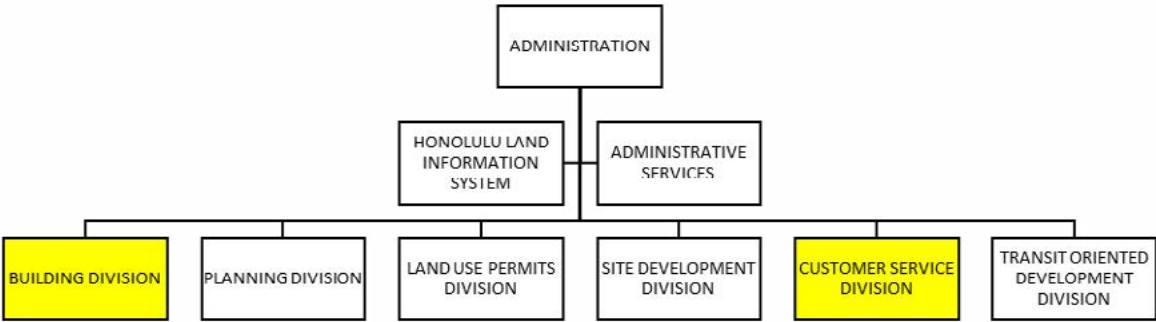 ADMINISTRATION
HONOLULU LAND
INFORMATION
SYSTEM
ADMINISTRATIVE
SERVICES
BUILDING DIVISION
PLANNING DIVISION
LAND USE PERMITS
DIVISION
SITE DEVELOPMENT
DIVISION
CUSTOMER SERVICE
DIVISION
TRANSIT ORIENTED
DEVELOPMENT
DIVISION